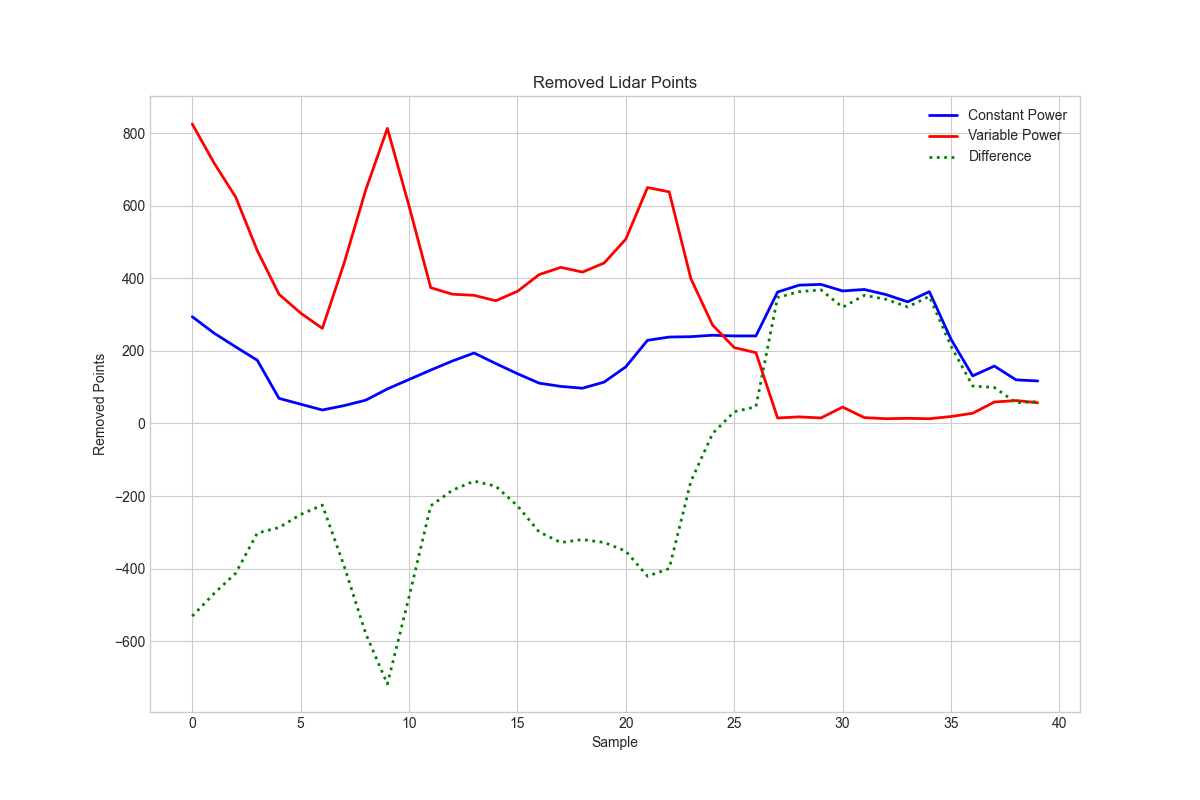 Removed Lidar Points
Constant Power
Variable Power
Difference
800
600
400
200
0
−200
−400
−600
Removed Points
0 5 10 15 20 25 30 35 40
Sample